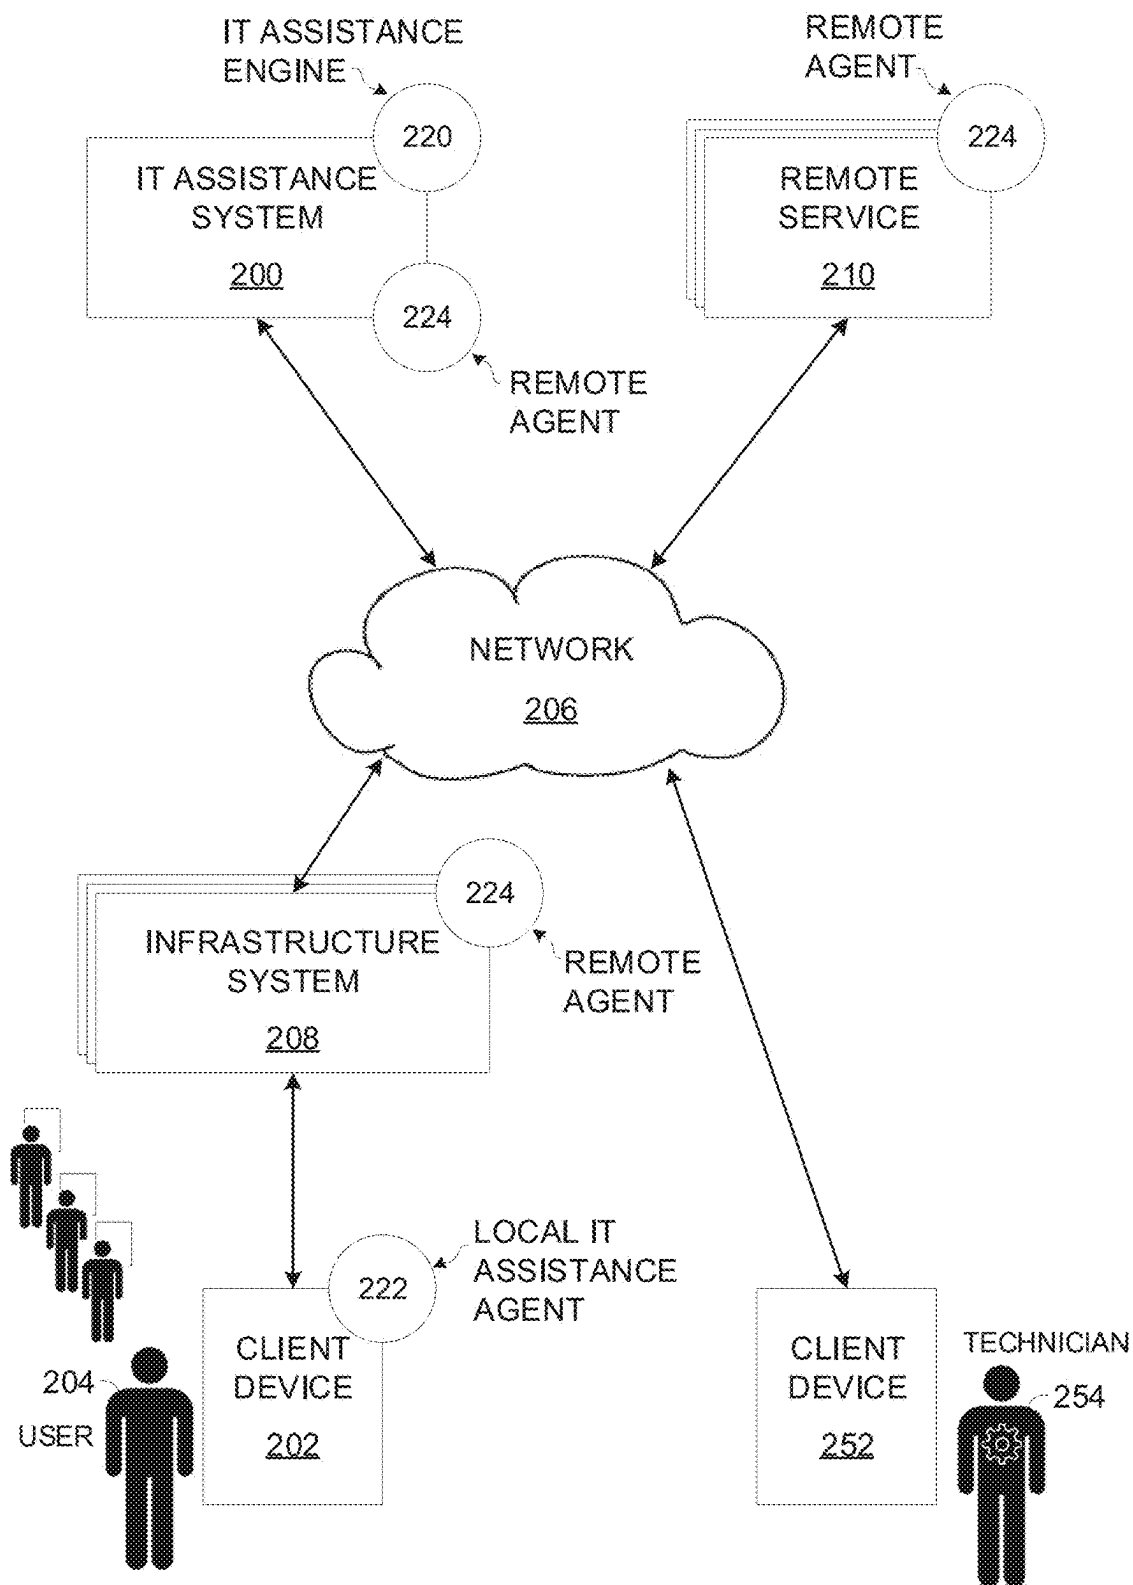 IT ASSISTANCE
ENGINE
220
IT ASSISTANCE
SYSTEM
200
224
REMOTE
AGENT
REMOTE
AGENT
224
REMOTE
SERVICE
210
NETWORK
206
224
INFRASTRUCTURE
SYSTEM
208
REMOTE
AGENT
LOCAL IT
ASSISTANCE
AGENT
222
CLIENT
DEVICE
202
204
USER
CLIENT
DEVICE
252
TECHNICIAN
254